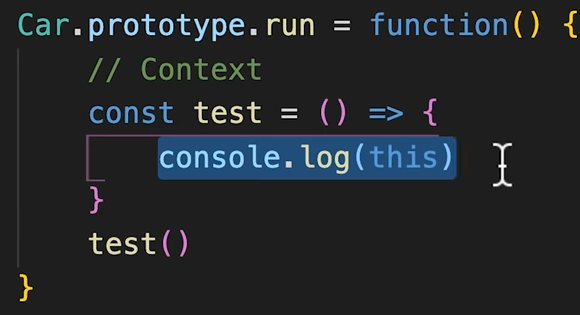 Car.prototype.run = function() {
    // Context
    const test = () => {
        console.log(this)
    }
    test()
}